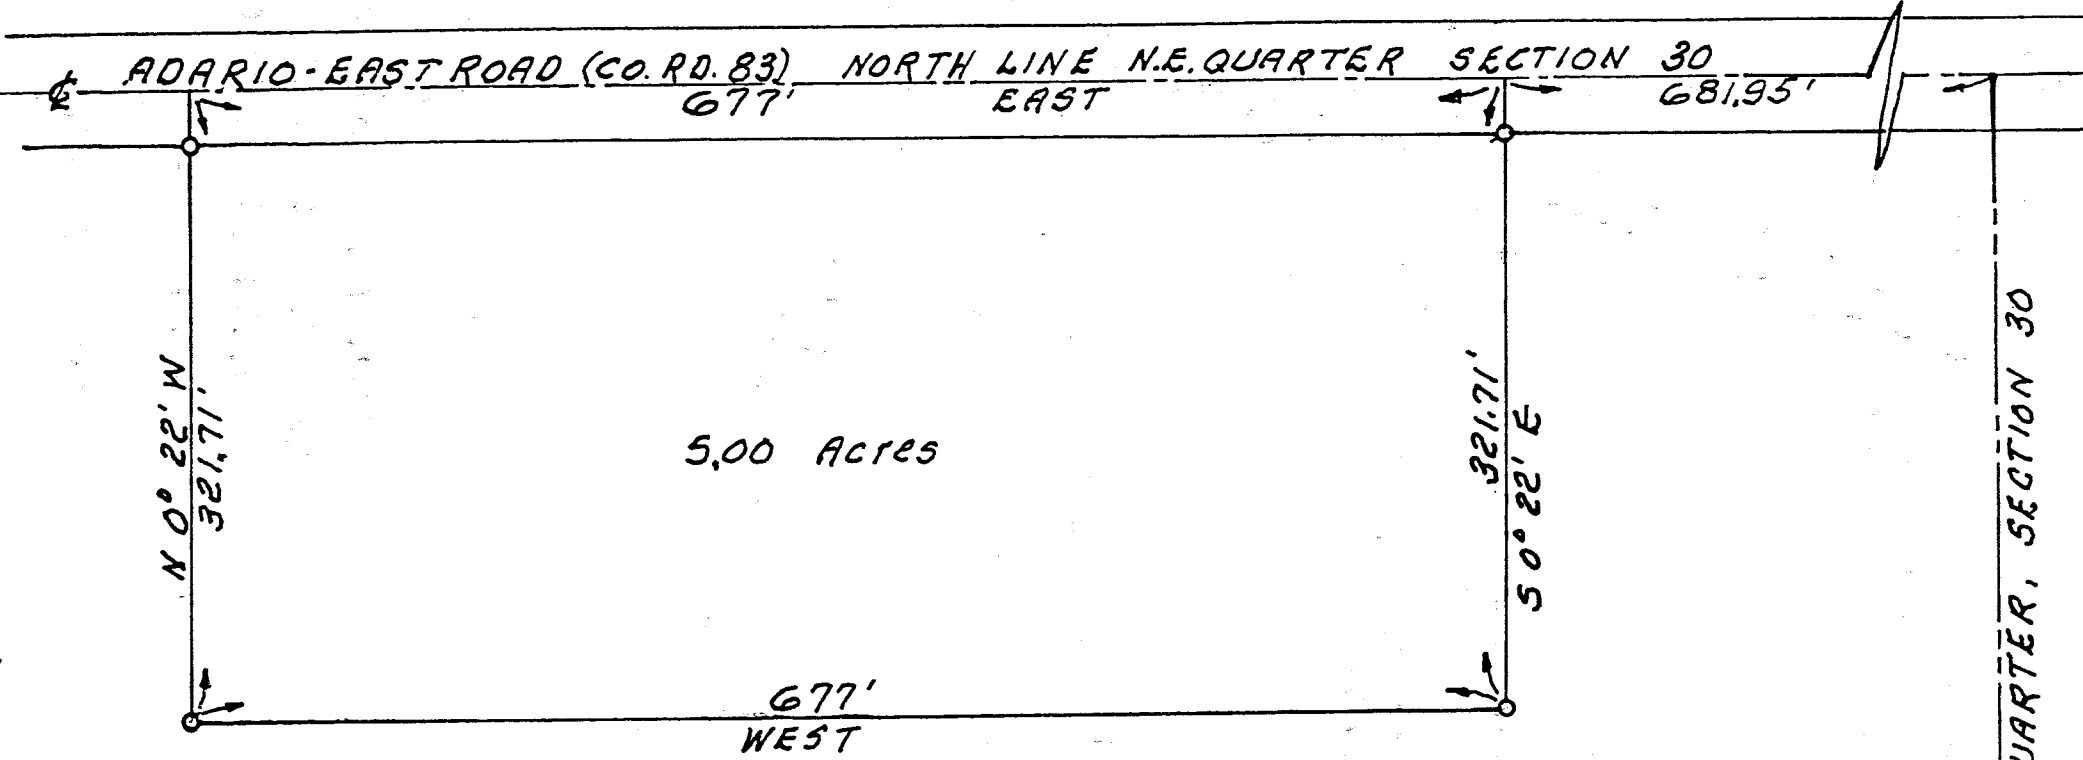 ADARIO-EAST ROAD (CO. RD. 83) NORTH LINE N.E. QUARTER SECTION 30
℄
677' EAST 681.95'
N 0° 22' W
321.71'
5.00 Acres
321.71'
S 0° 22' E
677'
WEST
SECTION 30